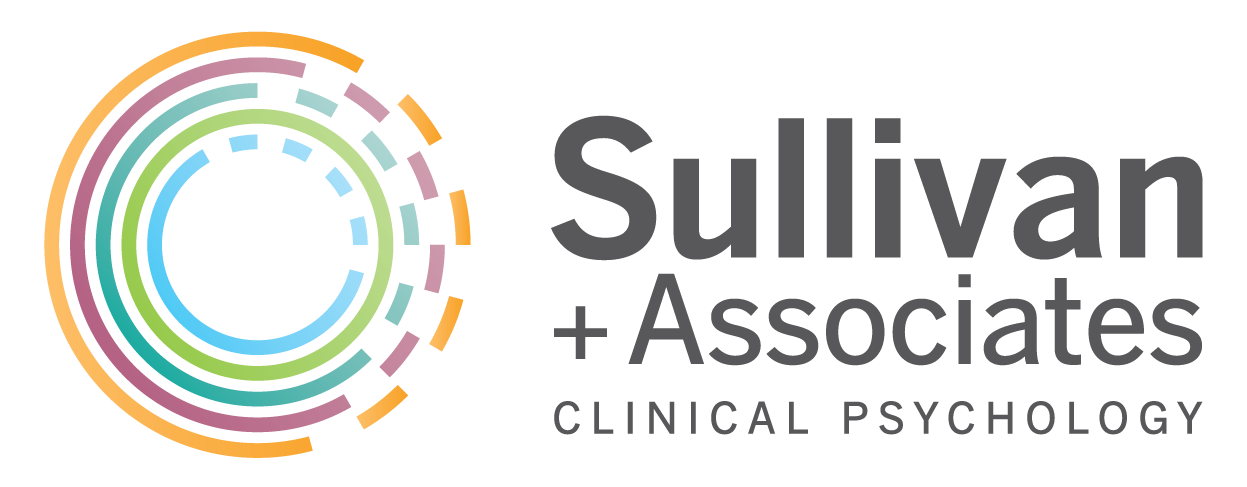 Sullivan
+ Associates
CLINICAL PSYCHOLOGY